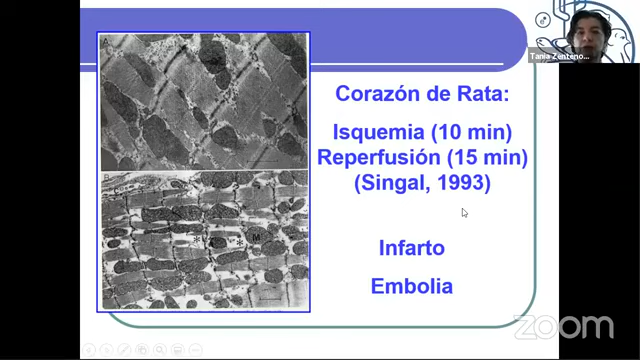 Tania Zenteno...
Corazón de Rata:
Isquemia (10 min)
Reperfusión (15 min)
(Singal, 1993)
Infarto
Embolia
A
B
*
*
M
zoom